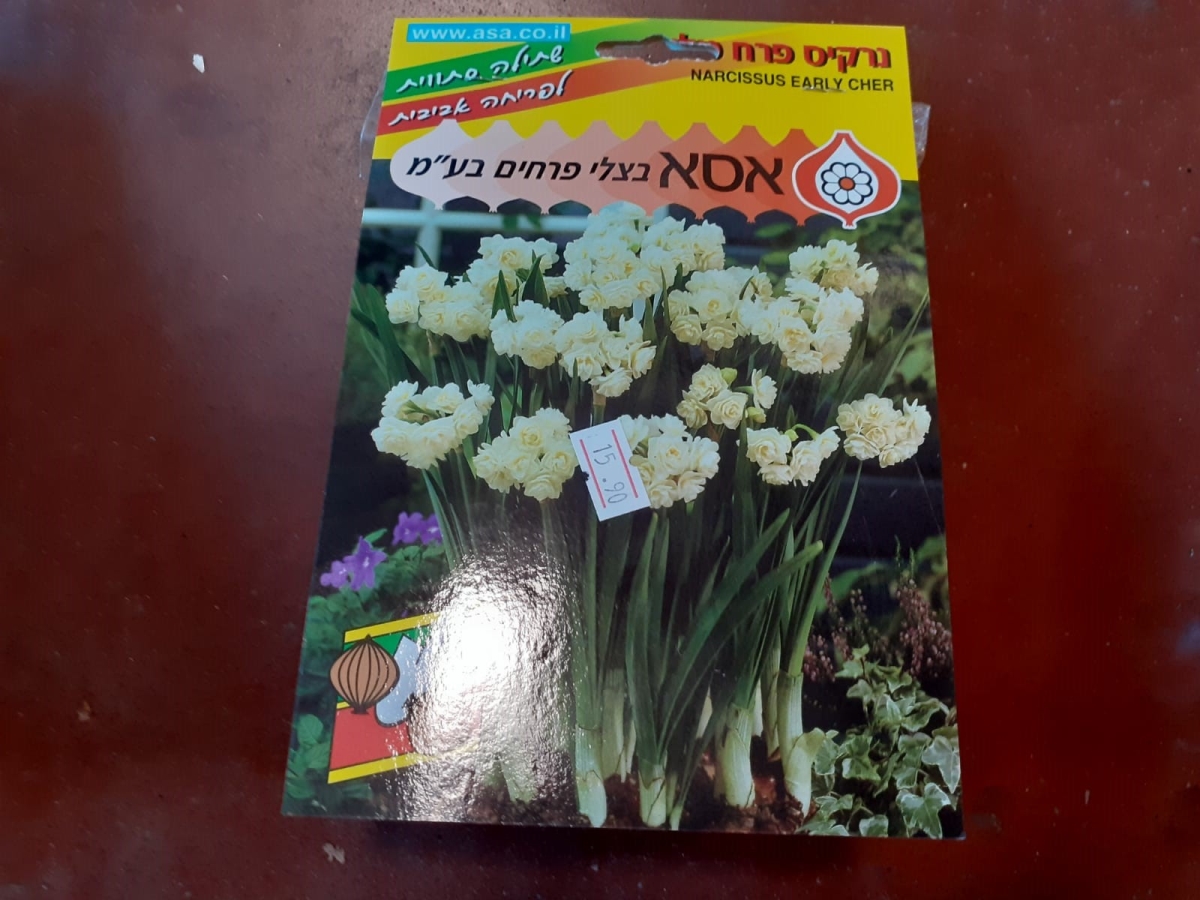 www.asa.co.il
שתילה סתווית
לפריחה אביבית
נרקיס פרח
NARCISSUS EARLY CHER
אסא בצלי פרחים בע"מ
15.90